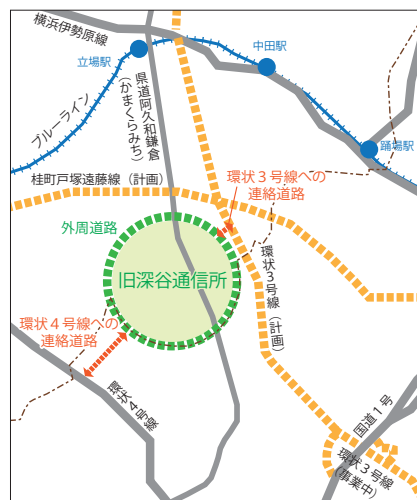 横浜伊勢原線
立場駅
中田駅
ブルーライン
県道阿久和鎌倉
(かまくらみち)
踊場駅
環状3号線への
連絡道路
桂町戸塚遠藤線(計画)
外周道路
旧深谷通信所
環状3号線(計画)
環状4号線への
連絡道路
環状4号線
国道1号
環状3号線
(事業中)